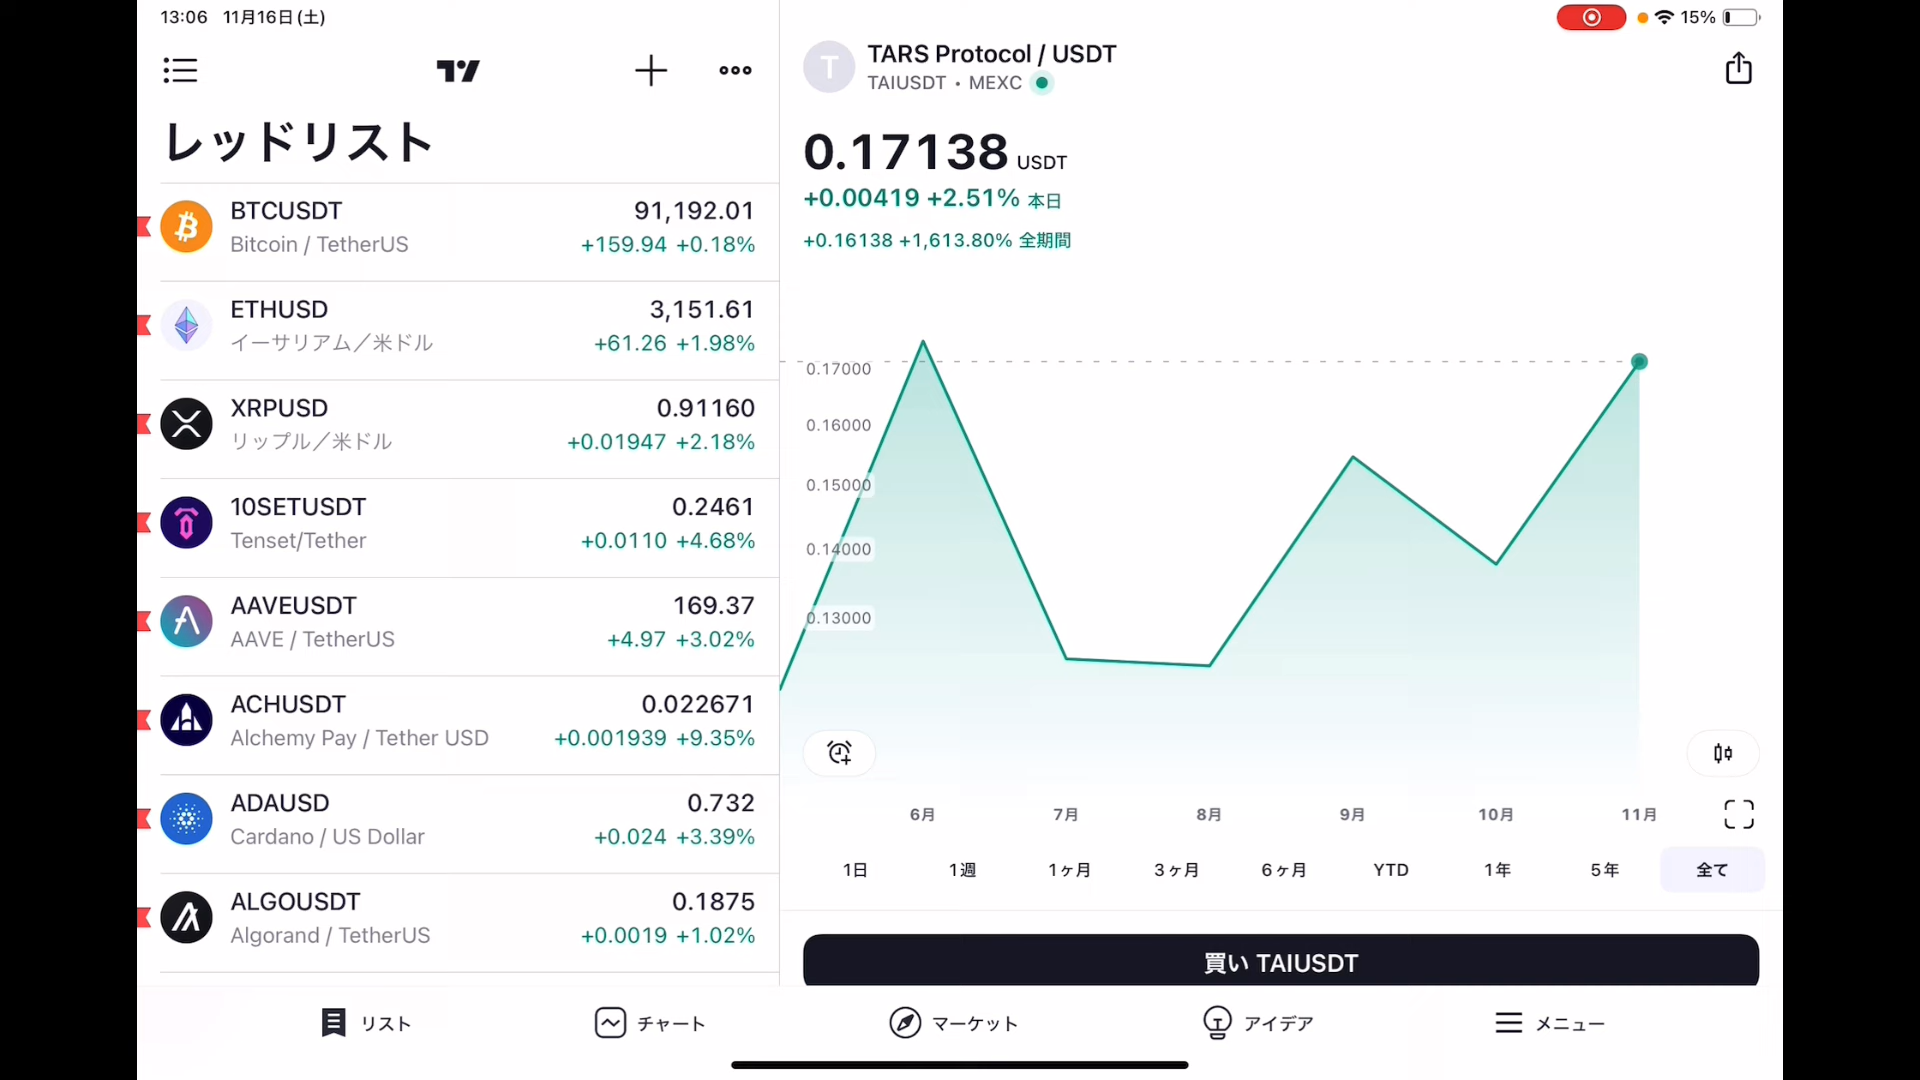 13:06 11月16日(土)
15%
レッドリスト
BTCUSDT 91,192.01
Bitcoin / TetherUS +159.94 +0.18%
ETHUSD 3,151.61
イーサリアム／米ドル +61.26 +1.98%
XRPUSD 0.91160
リップル／米ドル +0.01947 +2.18%
10SETUSDT 0.2461
Tenset/Tether +0.0110 +4.68%
AAVEUSDT 169.37
AAVE / TetherUS +4.97 +3.02%
ACHUSDT 0.022671
Alchemy Pay / Tether USD +0.001939 +9.35%
ADAUSD 0.732
Cardano / US Dollar +0.024 +3.39%
ALGOUSDT 0.1875
Algorand / TetherUS +0.0019 +1.02%
T
TARS Protocol / USDT
TAIUSDT • MEXC
0.17138 USDT
+0.00419 +2.51% 本日
+0.16138 +1,613.80% 全期間
0.17000
0.16000
0.15000
0.14000
0.13000
6月 7月 8月 9月 10月 11月
1日 1週 1ヶ月 3ヶ月 6ヶ月 YTD 1年 5年 全て
買い TAIUSDT
リスト チャート マーケット アイデア メニュー